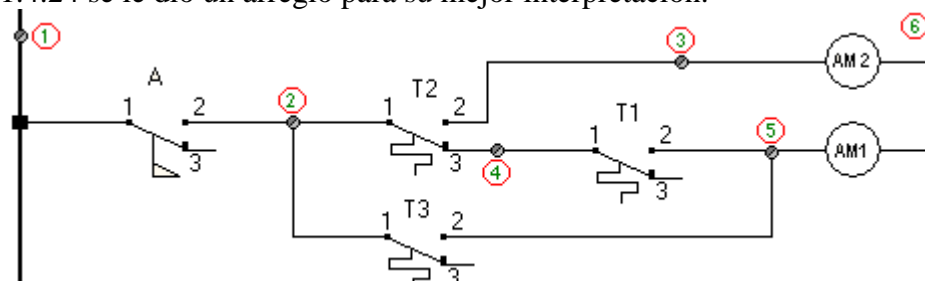 1.4.24 se le dio un arreglo para su mejor interpretación.
1
3
6
A
T2
AM 2
1 2
2
1 2
T1
5
3
3
4
1 2
AM1
3
T3
1 2
3